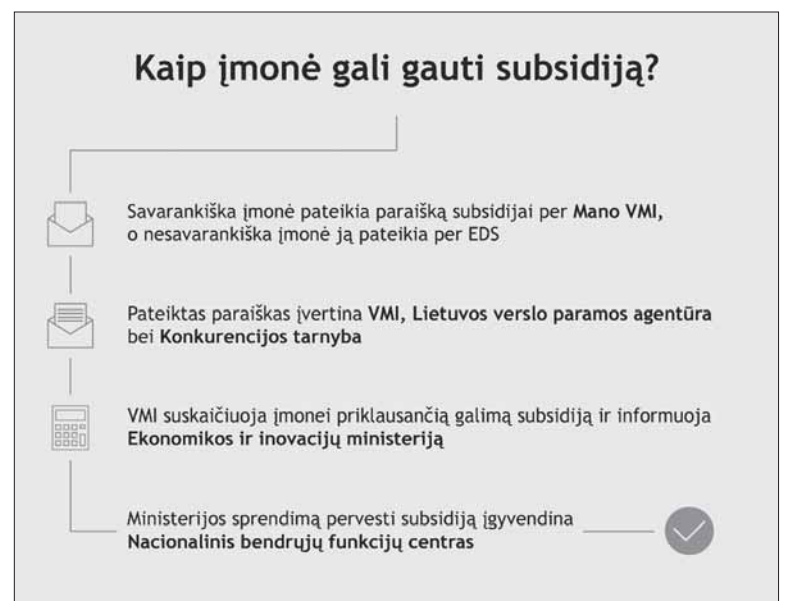 Kaip įmonė gali gauti subsidiją?
Savarankiška įmonė pateikia paraišką subsidijai per Mano VMI,
o nesavarankiška įmonė ją pateikia per EDS
Pateiktas paraiškas įvertina VMI, Lietuvos verslo paramos agentūra
bei Konkurencijos tarnyba
VMI suskaičiuoja įmonei priklausančią galimą subsidiją ir informuoja
Ekonomikos ir inovacijų ministeriją
Ministerijos sprendimą pervesti subsidiją įgyvendina
Nacionalinis bendrųjų funkcijų centras